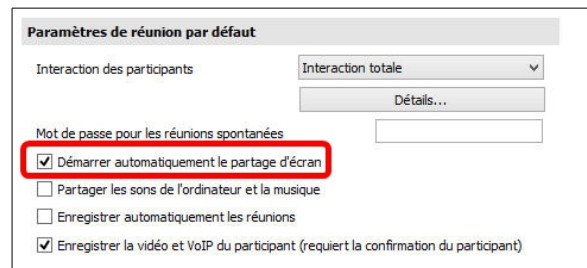 Paramètres de réunion par défaut
Interaction des participants Interaction totale
Détails...
Mot de passe pour les réunions spontanées
Démarrer automatiquement le partage d'écran
Partager les sons de l'ordinateur et la musique
Enregistrer automatiquement les réunions
Enregistrer la vidéo et VoIP du participant (requiert la confirmation du participant)